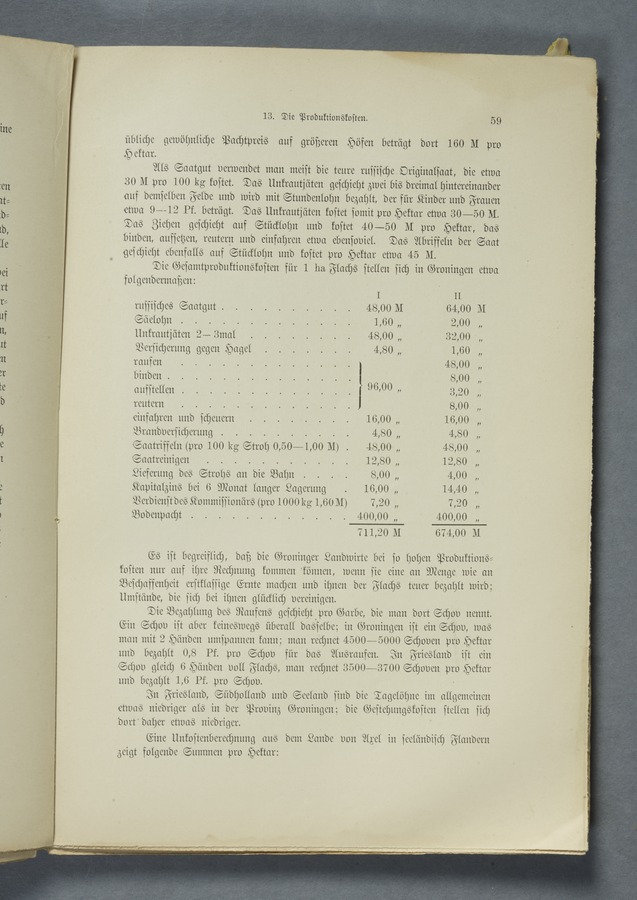 13. Die Produktionskosten. 59
übliche gewöhnliche Pachtpreis auf größeren Höfen beträgt dort 160 M pro
Hektar.
Als Saatgut verwendet man meist die teure russische Originalsaat, die etwa
30 M pro 100 kg kostet. Das Unkrautjäten geschieht zwei bis dreimal hintereinander
auf demselben Felde und wird mit Stundenlohn bezahlt, der für Kinder und Frauen
etwa 9—12 Pf. beträgt. Das Unkrautjäten kostet somit pro Hektar etwa 30—50 M.
Das Ziehen geschieht auf Stücklohn und kostet 40—50 M pro Hektar, das
binden, aufsetzen, reutern und einfahren etwa ebensoviel. Das Abriffeln der Saat
geschieht ebenfalls auf Stücklohn und kostet pro Hektar etwa 45 M.
Die Gesamtproduktionskosten für 1 ha Flachs stellen sich in Groningen etwa
folgendermaßen:
I II
russisches Saatgut . . . . . . . . . . 48,00 M 64,00 M
Säelohn . . . . . . . . . . . . . 1,60 „ 2,00 „
Unkrautjäten 2—3mal . . . . . . . . 48,00 „ 32,00 „
Versicherung gegen Hagel . . . . . . . 4,80 „ 1,60 „
raufen . . . . . . . . . . . . . 48,00 „
binden . . . . . . . . . . . . . . 8,00 „
aufstellen . . . . . . . . . . . . . 96,00 „ 3,20 „
reutern . . . . . . . . . . . . . 8,00 „
einfahren und scheuern . . . . . . . . 16,00 „ 16,00 „
Brandversicherung . . . . . . . . . . 4,80 „ 4,80 „
Saatriffeln (pro 100 kg Stroh 0,50—1,00 M) . 48,00 „ 48,00 „
Saatreinigen . . . . . . . . . . . 12,80 „ 12,80 „
Lieferung des Strohs an die Bahn . . . . 8,00 „ 4,00 „
Kapitalzins bei 6 Monat langer Lagerung . 16,00 „ 14,40 „
Verdienst des Kommissionärs (pro 1000 kg 1,60 M) 7,20 „ 7,20 „
Bodenpacht . . . . . . . . . . . . 400,00 „ 400,00 „
711,20 M 674,00 M
Es ist begreiflich, daß die Groninger Landwirte bei so hohen Produktions-
kosten nur auf ihre Rechnung kommen können, wenn sie eine an Menge wie an
Beschaffenheit erstklassige Ernte machen und ihnen der Flachs teuer bezahlt wird;
Umstände, die sich bei ihnen glücklich vereinigen.
Die Bezahlung des Raufens geschieht pro Garbe, die man dort Schov nennt.
Ein Schov ist aber keineswegs überall dasselbe; in Groningen ist ein Schov, was
man mit 2 Händen umspannen kann; man rechnet 4500—5000 Schoven pro Hektar
und bezahlt 0,8 Pf. pro Schov für das Ausraufen. In Friesland ist ein
Schov gleich 6 Händen voll Flachs, man rechnet 3500—3700 Schoven pro Hektar
und bezahlt 1,6 Pf. pro Schov.
In Friesland, Südholland und Seeland sind die Tagelöhne im allgemeinen
etwas niedriger als in der Provinz Groningen; die Gestehungskosten stellen sich
dort daher etwas niedriger.
Eine Unkostenberechnung aus dem Lande von Axel in seeländisch Flandern
zeigt folgende Summen pro Hektar: